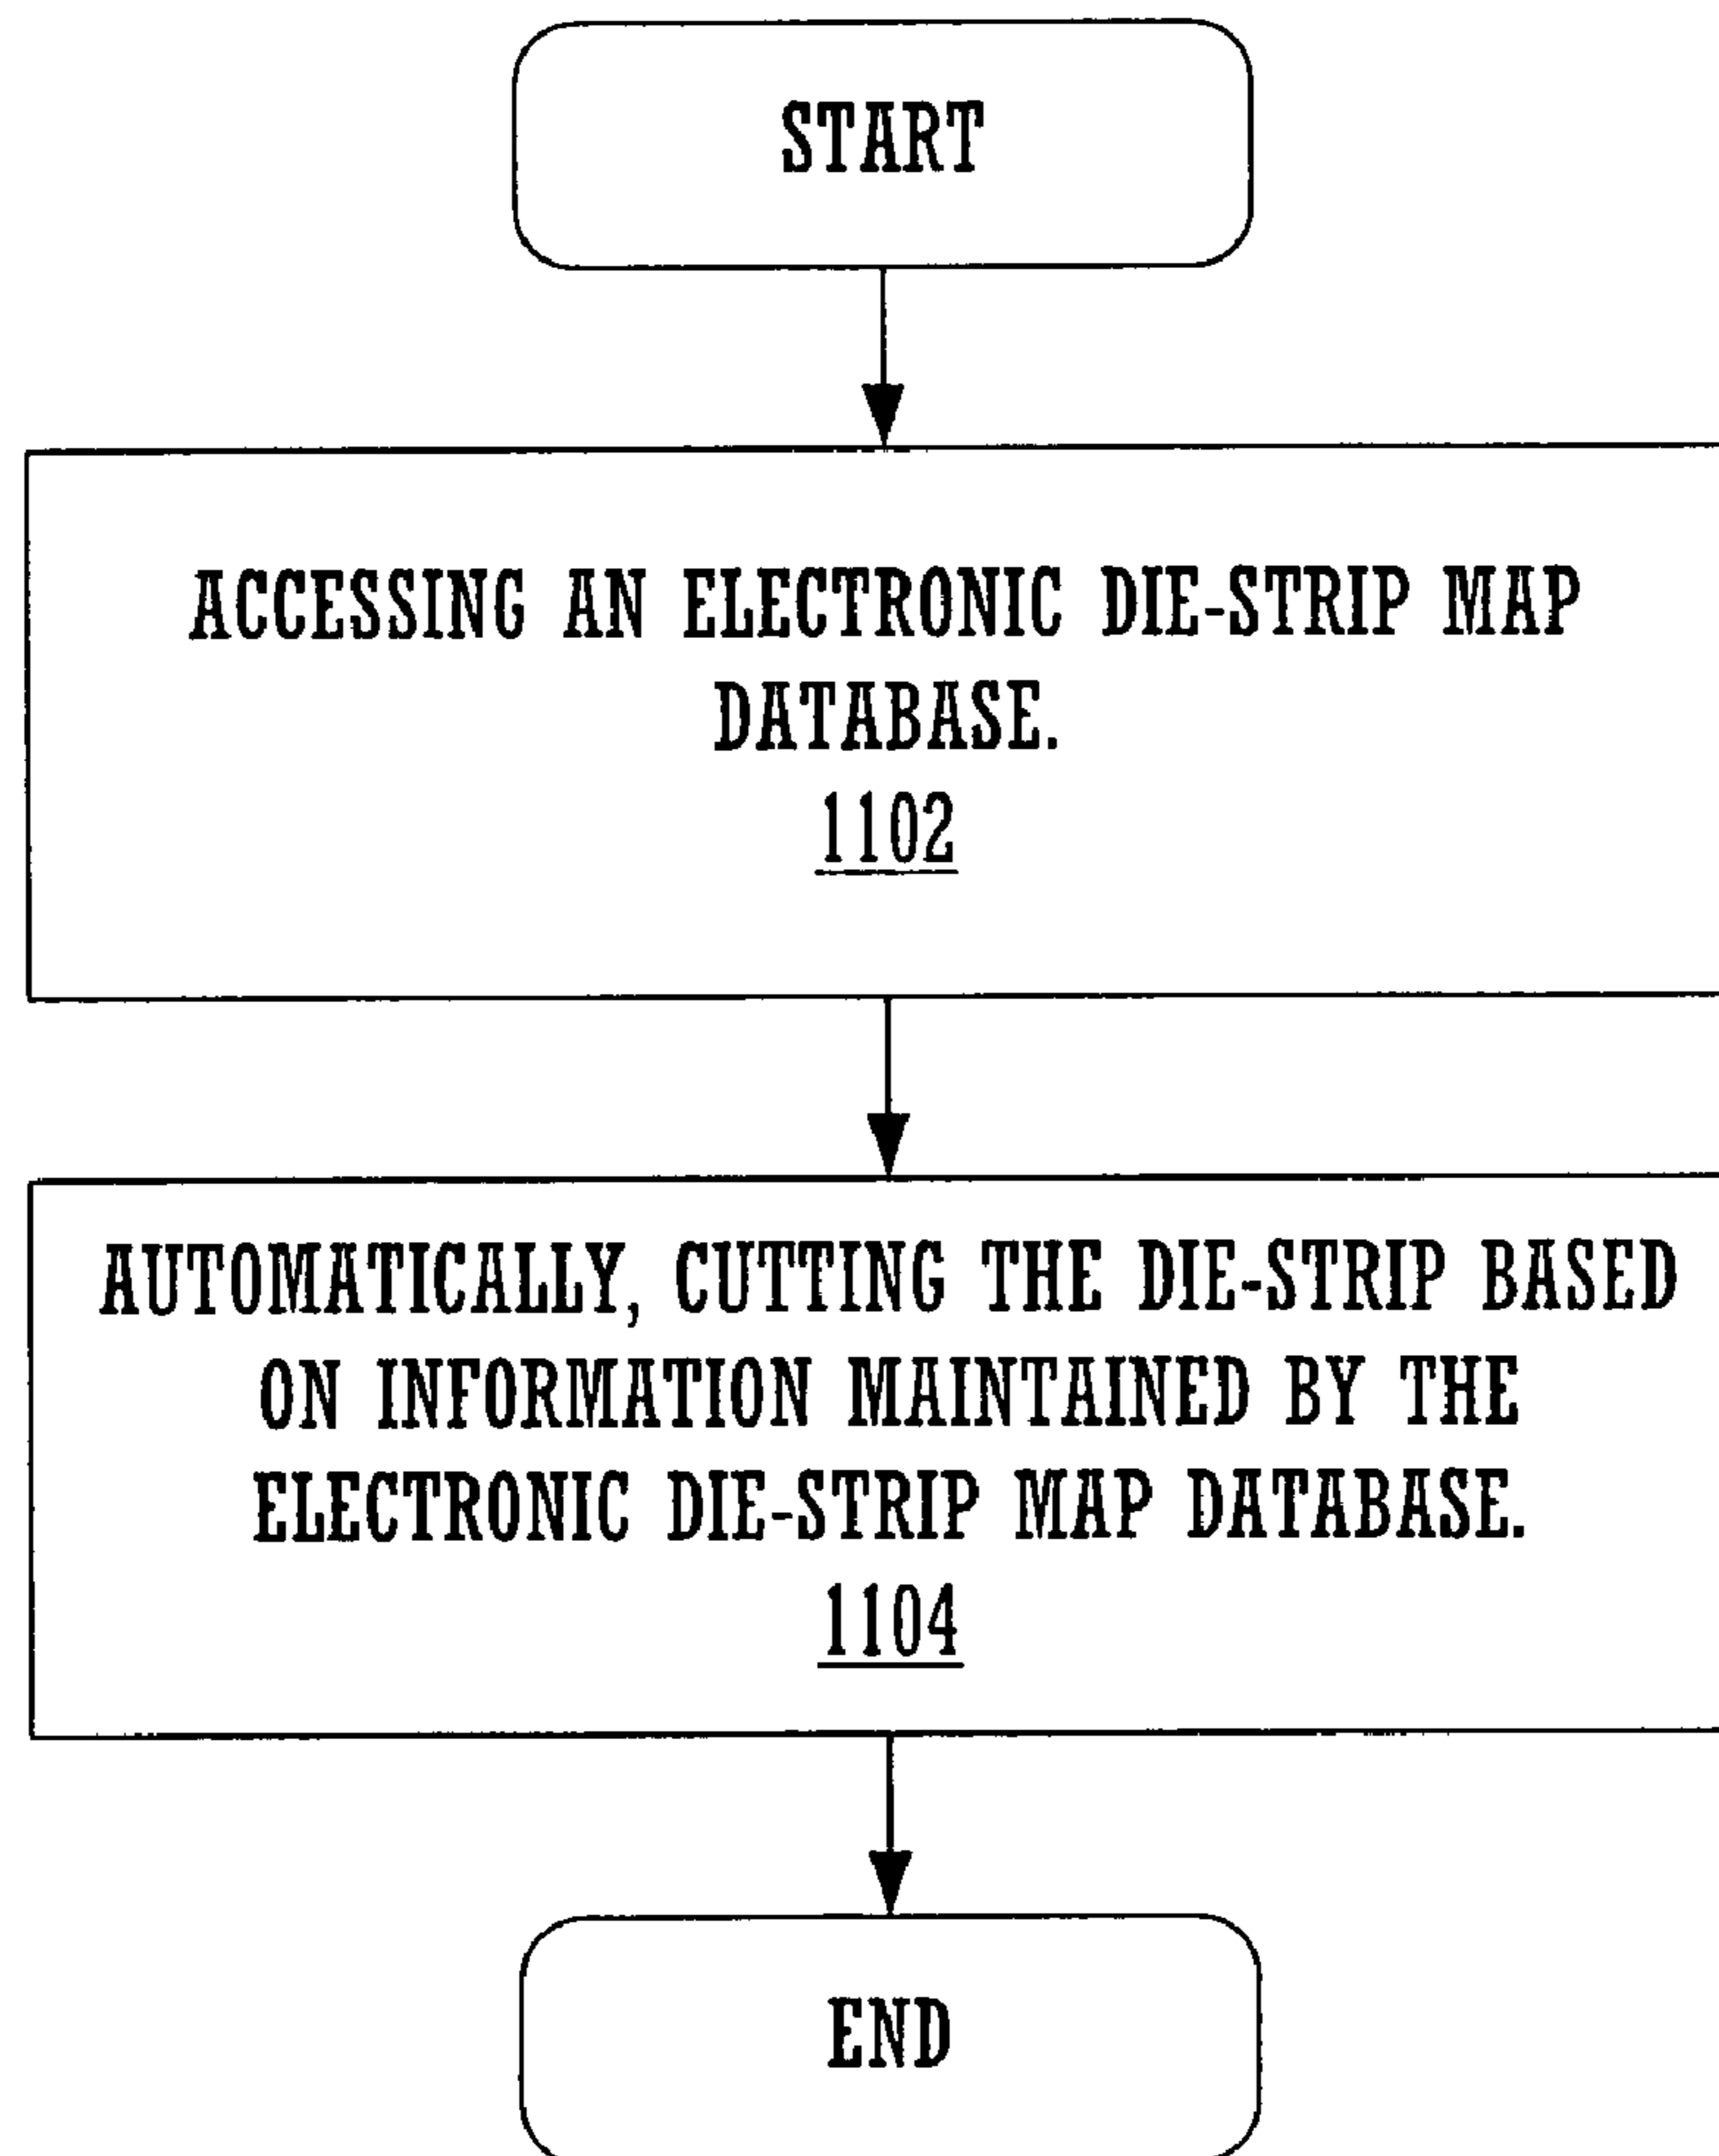 START
ACCESSING AN ELECTRONIC DIE-STRIP MAP
DATABASE.
1102
AUTOMATICALLY, CUTTING THE DIE-STRIP BASED
ON INFORMATION MAINTAINED BY THE
ELECTRONIC DIE-STRIP MAP DATABASE.
1104
END